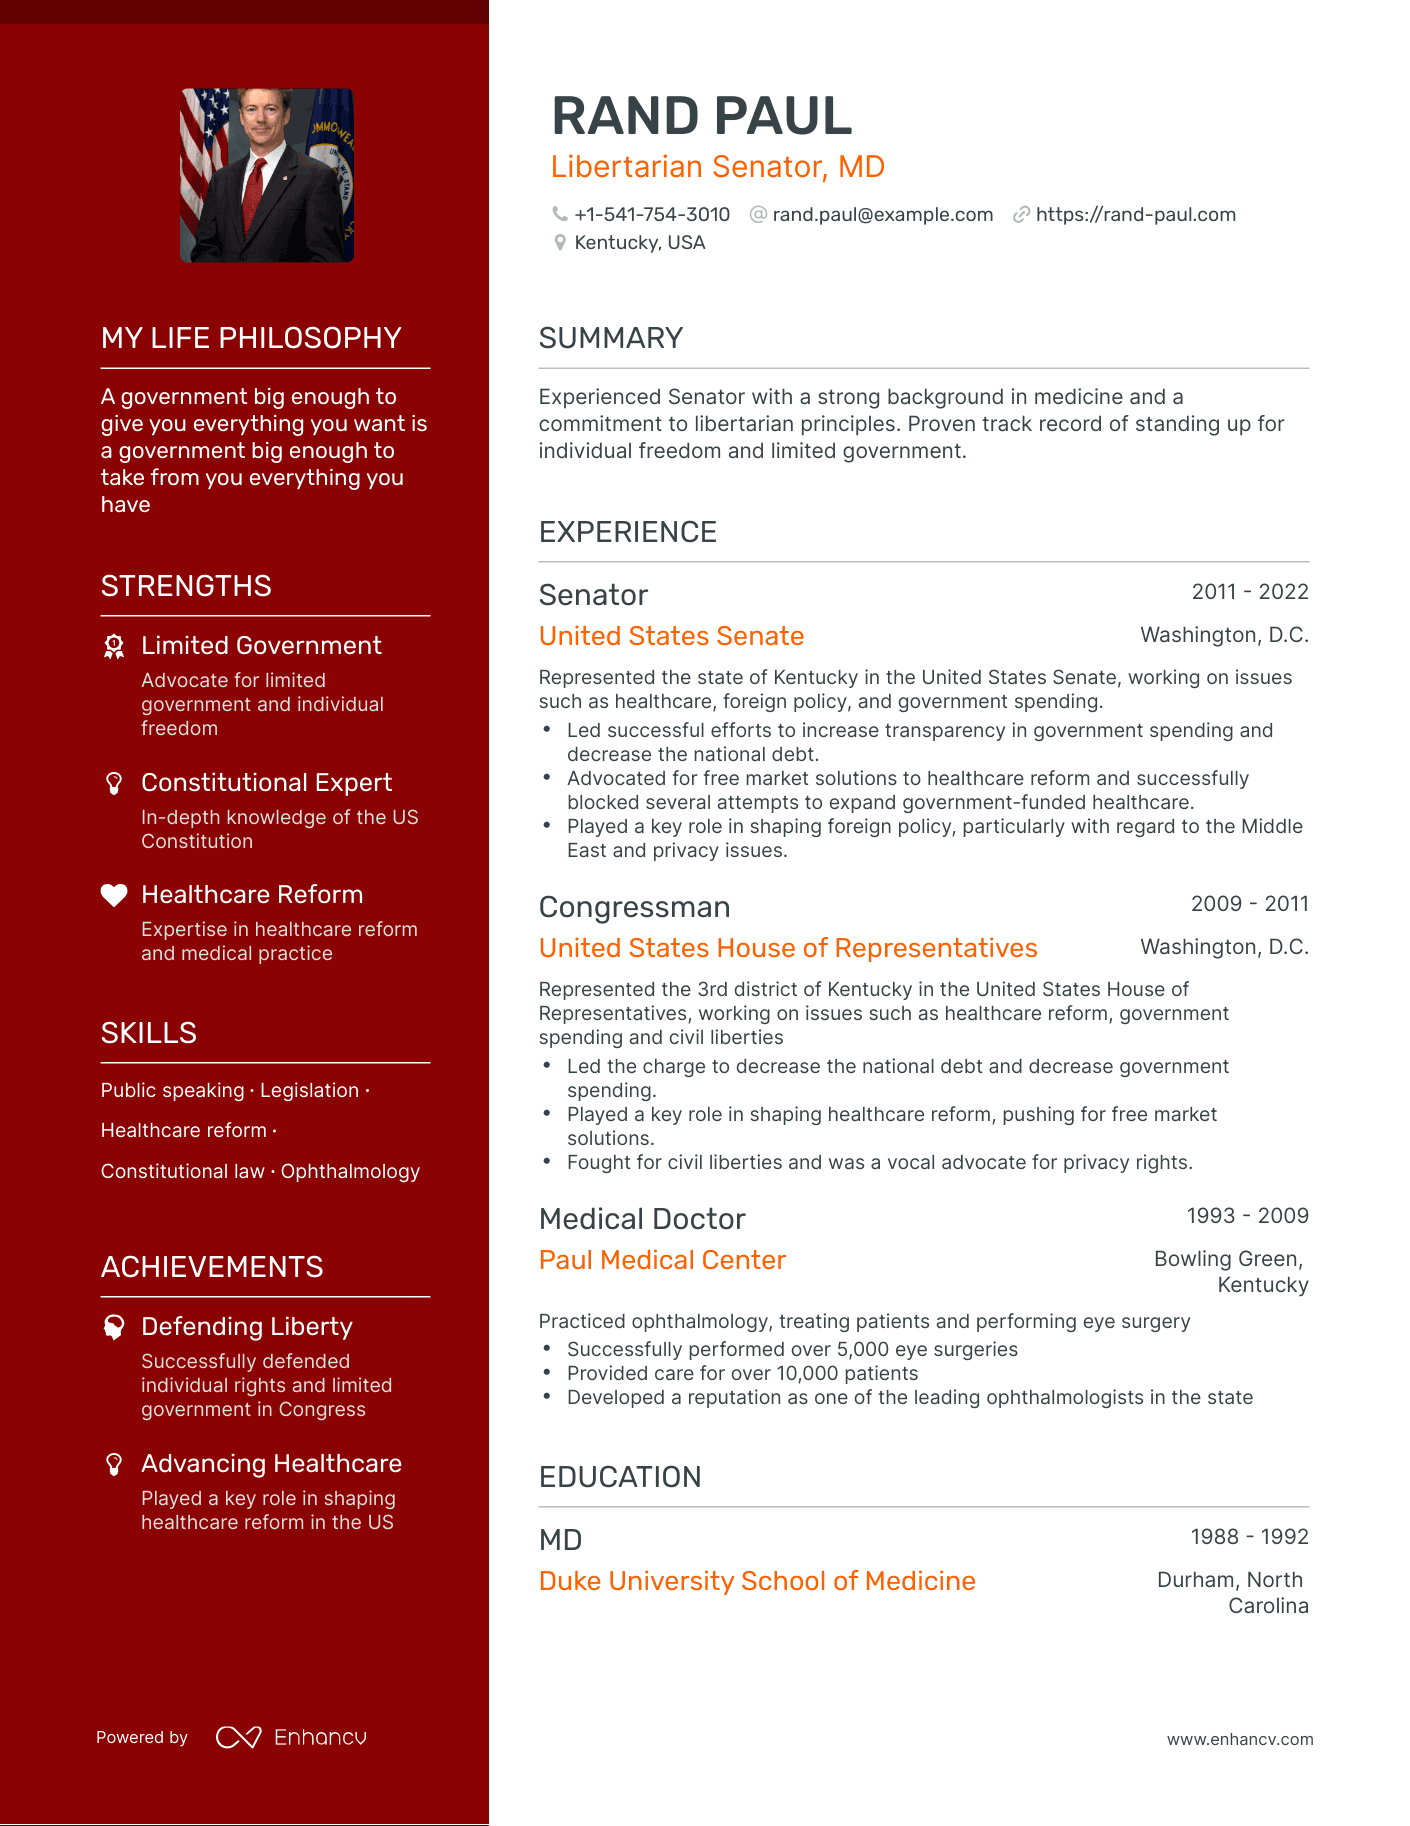 RAND PAUL
Libertarian Senator, MD
+1-541-754-3010 rand.paul@example.com https://rand-paul.com
Kentucky, USA
MY LIFE PHILOSOPHY
A government big enough to
give you everything you want is
a government big enough to
take from you everything you
have
STRENGTHS
Limited Government
Advocate for limited
government and individual
freedom
Constitutional Expert
In-depth knowledge of the US
Constitution
Healthcare Reform
Expertise in healthcare reform
and medical practice
SKILLS
Public speaking · Legislation ·
Healthcare reform ·
Constitutional law · Ophthalmology
ACHIEVEMENTS
Defending Liberty
Successfully defended
individual rights and limited
government in Congress
Advancing Healthcare
Played a key role in shaping
healthcare reform in the US
SUMMARY
Experienced Senator with a strong background in medicine and a
commitment to libertarian principles. Proven track record of standing up for
individual freedom and limited government.
EXPERIENCE
Senator 2011 - 2022
United States Senate Washington, D.C.
Represented the state of Kentucky in the United States Senate, working on issues
such as healthcare, foreign policy, and government spending.
• Led successful efforts to increase transparency in government spending and
decrease the national debt.
• Advocated for free market solutions to healthcare reform and successfully
blocked several attempts to expand government-funded healthcare.
• Played a key role in shaping foreign policy, particularly with regard to the Middle
East and privacy issues.
Congressman 2009 - 2011
United States House of Representatives Washington, D.C.
Represented the 3rd district of Kentucky in the United States House of
Representatives, working on issues such as healthcare reform, government
spending and civil liberties
• Led the charge to decrease the national debt and decrease government
spending.
• Played a key role in shaping healthcare reform, pushing for free market
solutions.
• Fought for civil liberties and was a vocal advocate for privacy rights.
Medical Doctor 1993 - 2009
Paul Medical Center Bowling Green,
Kentucky
Practiced ophthalmology, treating patients and performing eye surgery
• Successfully performed over 5,000 eye surgeries
• Provided care for over 10,000 patients
• Developed a reputation as one of the leading ophthalmologists in the state
EDUCATION
MD 1988 - 1992
Duke University School of Medicine Durham, North
Carolina
Powered by Enhancv
www.enhancv.com